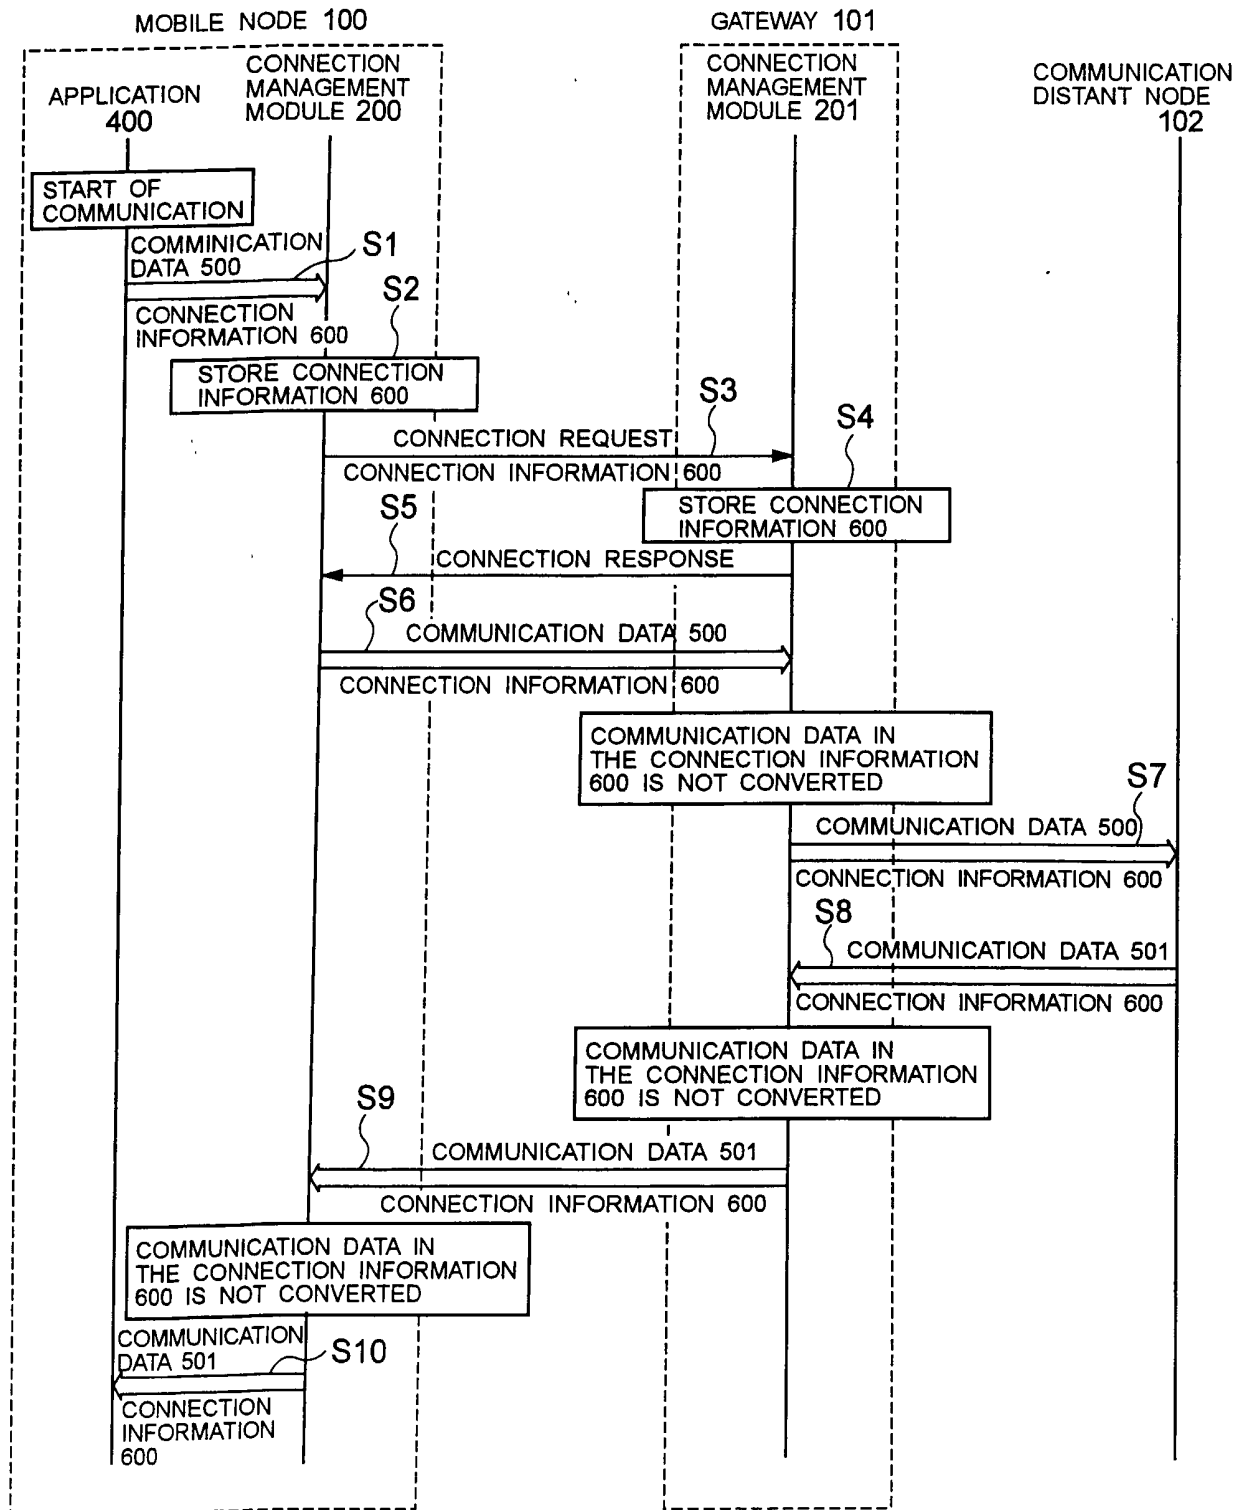 MOBILE NODE 100
GATEWAY 101
APPLICATION
400
CONNECTION
MANAGEMENT
MODULE 200
CONNECTION
MANAGEMENT
MODULE 201
COMMUNICATION
DISTANT NODE
102
START OF
COMMUNICATION
COMMINICATION
DATA 500
S1
CONNECTION
INFORMATION 600
S2
STORE CONNECTION
INFORMATION 600
S3
CONNECTION REQUEST
CONNECTION INFORMATION 600
S4
STORE CONNECTION
INFORMATION 600
S5
CONNECTION RESPONSE
S6
COMMUNICATION DATA 500
CONNECTION INFORMATION 600
COMMUNICATION DATA IN
THE CONNECTION INFORMATION
600 IS NOT CONVERTED
S7
COMMUNICATION DATA 500
CONNECTION INFORMATION 600
S8
COMMUNICATION DATA 501
CONNECTION INFORMATION 600
COMMUNICATION DATA IN
THE CONNECTION INFORMATION
600 IS NOT CONVERTED
S9
COMMUNICATION DATA 501
CONNECTION INFORMATION 600
COMMUNICATION DATA IN
THE CONNECTION INFORMATION
600 IS NOT CONVERTED
COMMUNICATION
DATA 501
S10
CONNECTION
INFORMATION
600